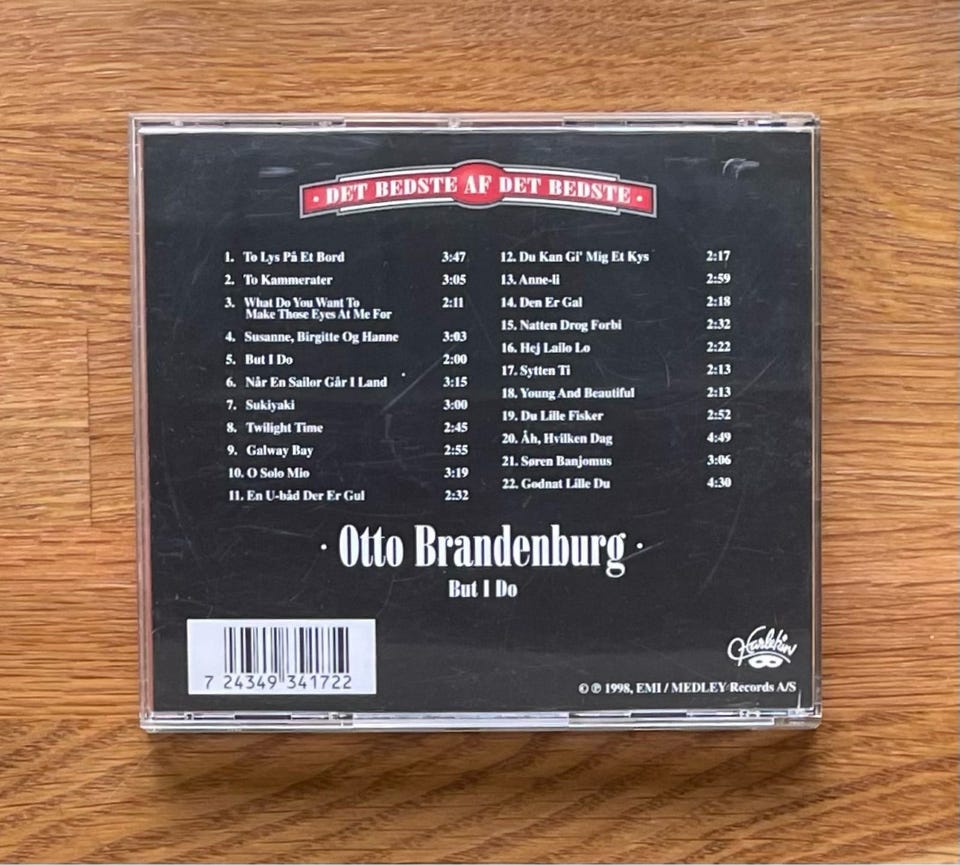 · DET BEDSTE AF DET BEDSTE ·
1. To Lys På Et Bord 3:47
2. To Kammerater 3:05
3. What Do You Want To 2:11
Make Those Eyes At Me For
4. Susanne, Birgitte Og Hanne 3:03
5. But I Do 2:00
6. Når En Sailor Går I Land 3:15
7. Sukiyaki 3:00
8. Twilight Time 2:45
9. Galway Bay 2:55
10. O Solo Mio 3:19
11. En U-båd Der Er Gul 2:32
12. Du Kan Gi' Mig Et Kys 2:17
13. Anne-li 2:59
14. Den Er Gal 2:18
15. Natten Drog Forbi 2:32
16. Hej Lailo Lo 2:22
17. Sytten Ti 2:13
18. Young And Beautiful 2:13
19. Du Lille Fisker 2:52
20. Åh, Hvilken Dag 4:49
21. Søren Banjomus 3:06
22. Godnat Lille Du 4:30
· Otto Brandenburg ·
But I Do
7 24349 341722
Harlekin
© ℗ 1998, EMI / MEDLEY Records A/S